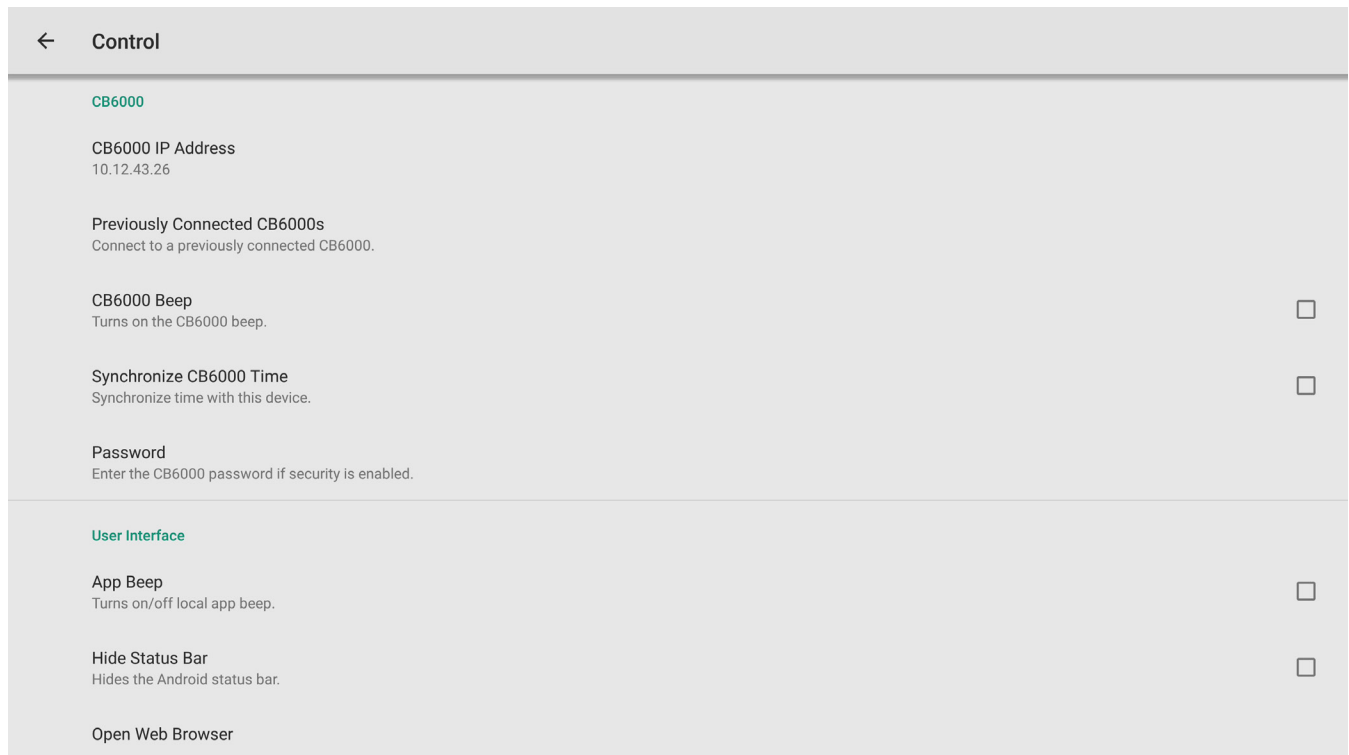 Control
CB6000
CB6000 IP Address
10.12.43.26
Previously Connected CB6000s
Connect to a previously connected CB6000.
CB6000 Beep
Turns on the CB6000 beep.
Synchronize CB6000 Time
Synchronize time with this device.
Password
Enter the CB6000 password if security is enabled.
User Interface
App Beep
Turns on/off local app beep.
Hide Status Bar
Hides the Android status bar.
Open Web Browser